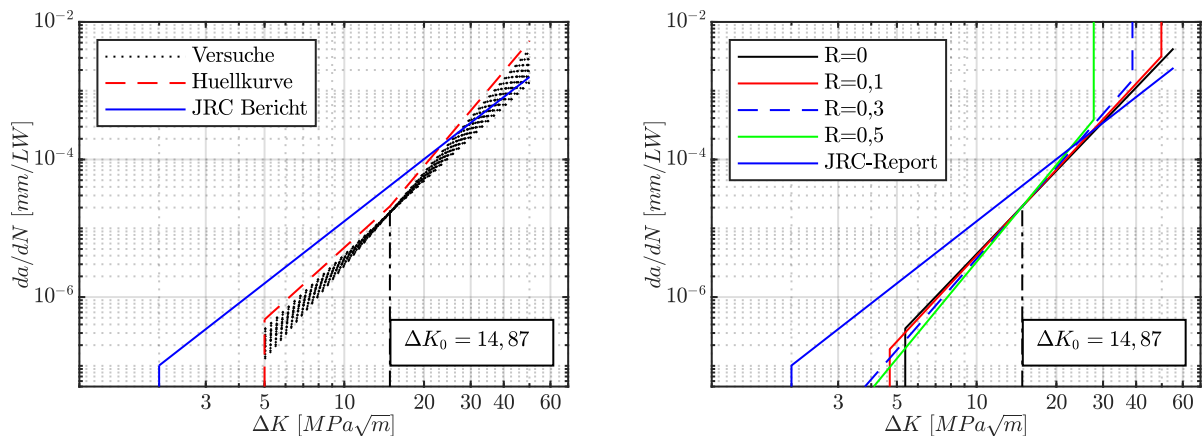 10^{-2}
10^{-4}
10^{-6}
da/dN [mm/LW]
Versuche
Huellkurve
JRC Bericht
ΔK_0 = 14,87
3 5 10 20 30 40 60
ΔK [MPa√m]
10^{-2}
10^{-4}
10^{-6}
da/dN [mm/LW]
R=0
R=0,1
R=0,3
R=0,5
JRC-Report
ΔK_0 = 14,87
3 5 10 20 30 40 60
ΔK [MPa√m]